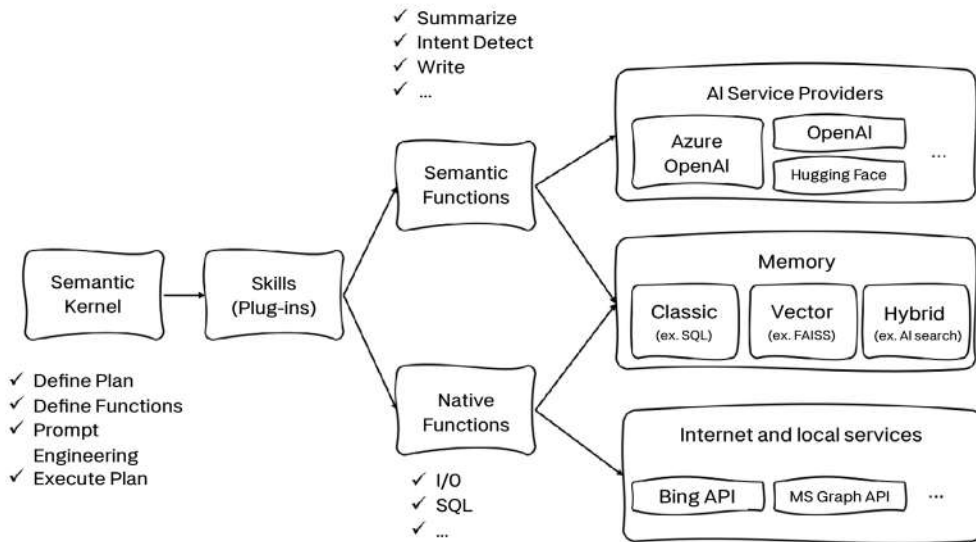 ✓ Summarize
✓ Intent Detect
✓ Write
✓ ...
AI Service Providers
Azure
OpenAI
OpenAI
Hugging Face
...
Semantic
Functions
Semantic
Kernel
Skills
(Plug-ins)
Memory
Classic
(ex. SQL)
Vector
(ex. FAISS)
Hybrid
(ex. AI search)
✓ Define Plan
✓ Define Functions
✓ Prompt
Engineering
✓ Execute Plan
Native
Functions
✓ I/O
✓ SQL
✓ ...
Internet and local services
Bing API
MS Graph API
...